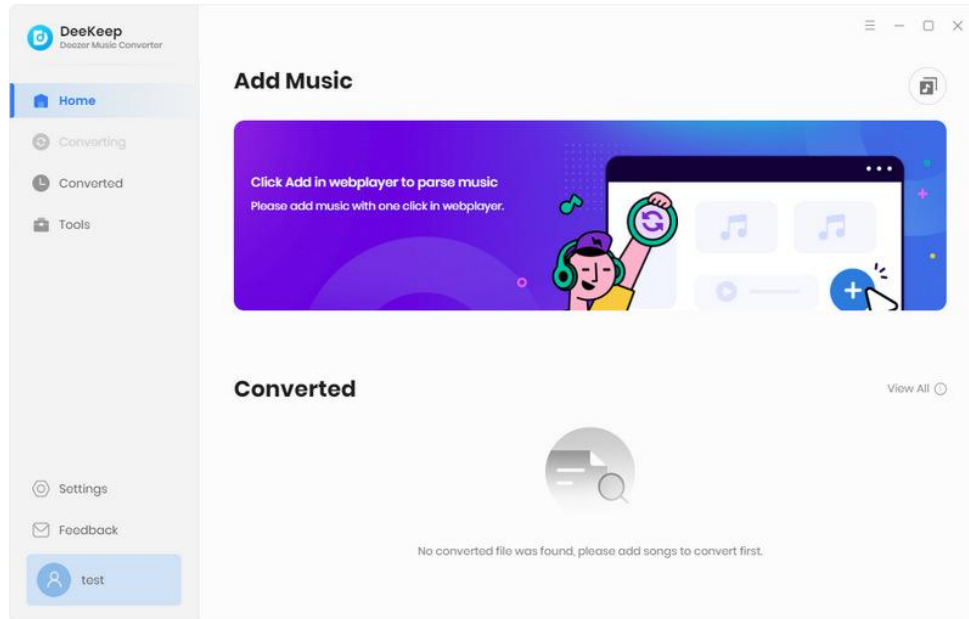 DeeKeep
Deezer Music Converter
Home
Converting
Converted
Tools
Settings
Feedback
test
Add Music
Click Add in webplayer to parse music
Please add music with one click in webplayer.
Converted
View All
No converted file was found, please add songs to convert first.